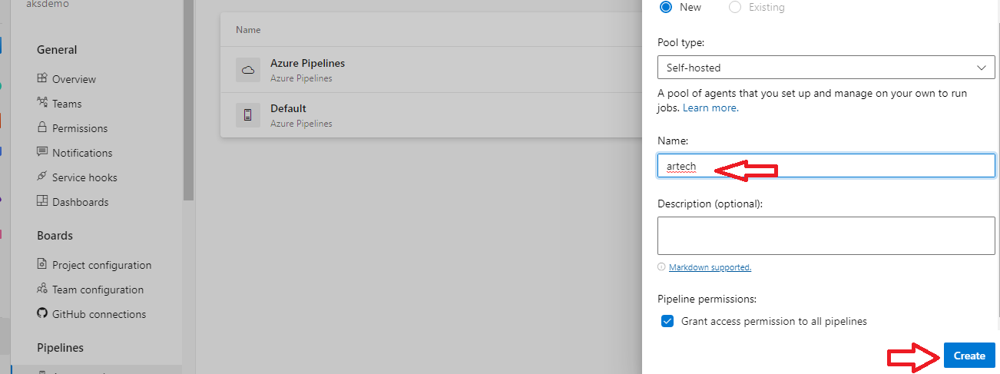 aksdemo
General
Overview
Teams
Permissions
Notifications
Service hooks
Dashboards
Boards
Project configuration
Team configuration
GitHub connections
Pipelines
Name
Azure Pipelines
Azure Pipelines
Default
Azure Pipelines
New
Existing
Pool type:
Self-hosted
A pool of agents that you set up and manage on your own to run
jobs. Learn more.
Name:
artech
Description (optional):
Markdown supported.
Pipeline permissions:
Grant access permission to all pipelines
Create